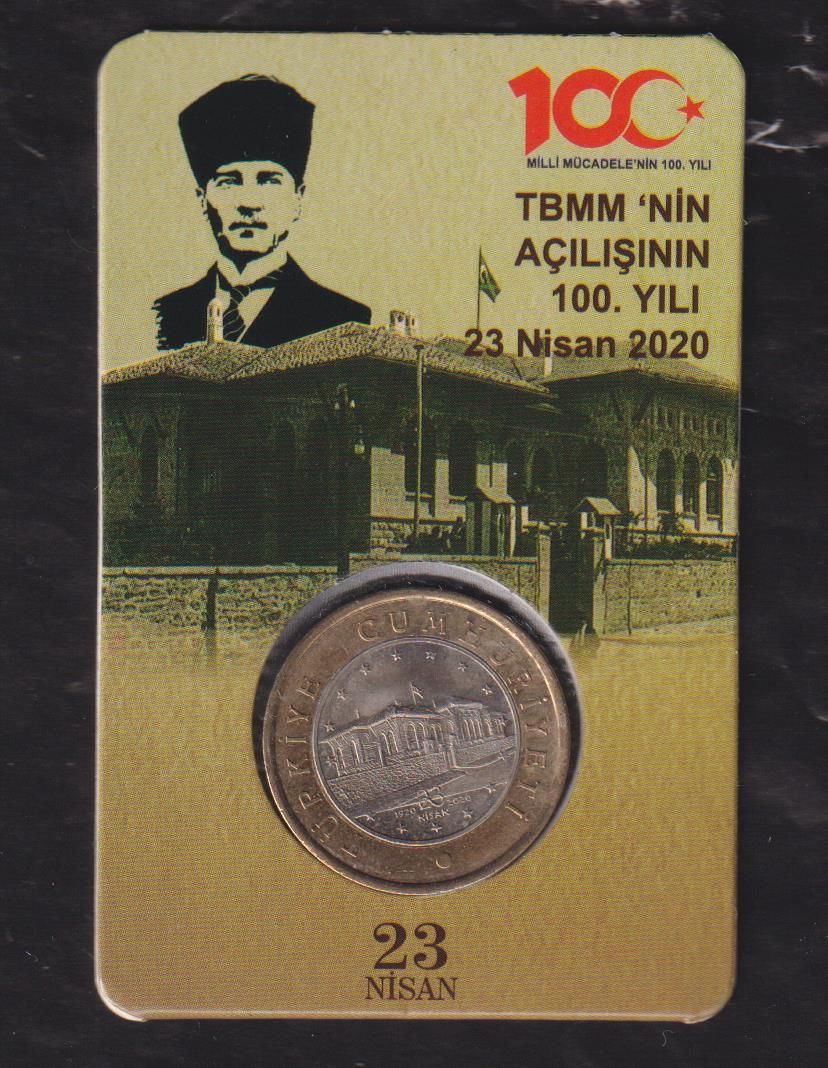 100
MİLLİ MÜCADELE'NİN 100. YILI
TBMM ‘NİN
AÇILIŞININ
100. YILI
23 Nisan 2020
TÜRKİYE CUMHURİYETİ
1920 23 2020
NİSAN
23
NİSAN